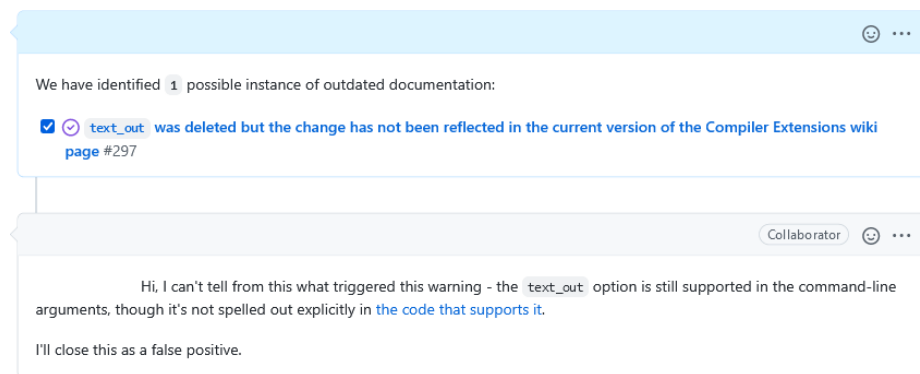 We have identified 1 possible instance of outdated documentation:
text_out was deleted but the change has not been reflected in the current version of the Compiler Extensions wiki
page #297
Collaborator
Hi, I can't tell from this what triggered this warning - the text_out option is still supported in the command-line
arguments, though it's not spelled out explicitly in the code that supports it.
I'll close this as a false positive.